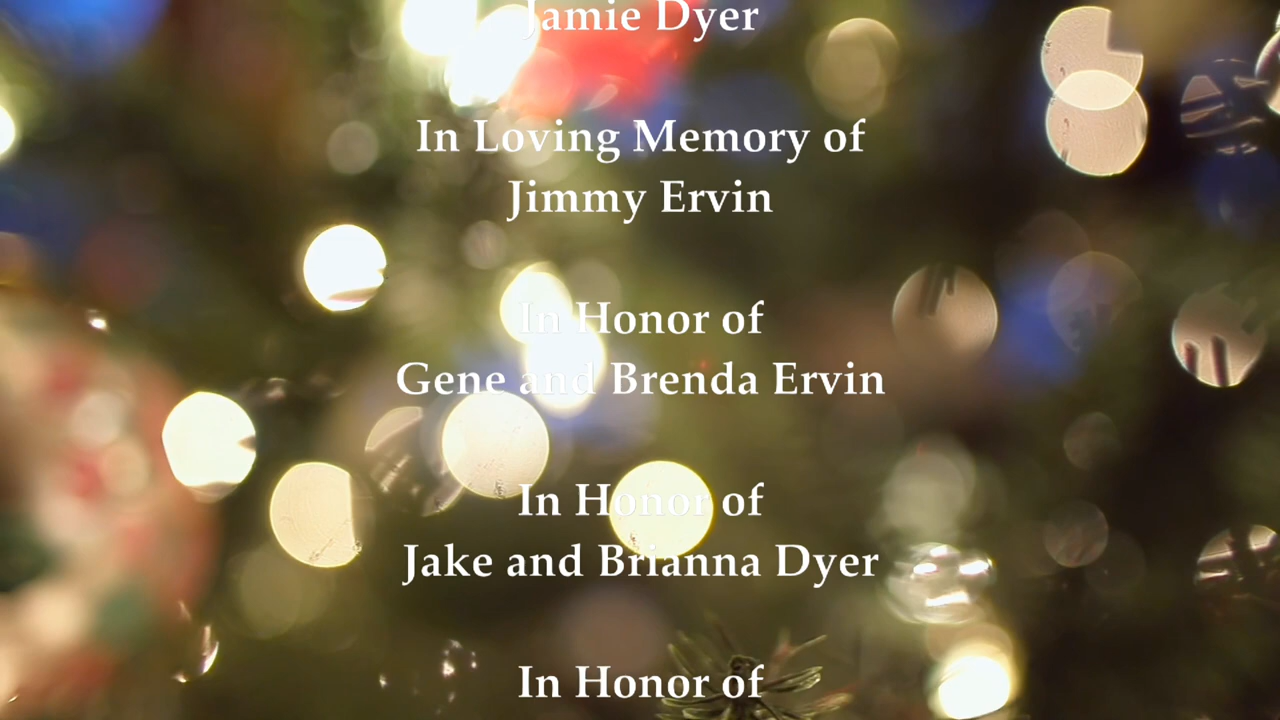 Jamie Dyer
In Loving Memory of
Jimmy Ervin
In Honor of
Gene and Brenda Ervin
In Honor of
Jake and Brianna Dyer
In Honor of